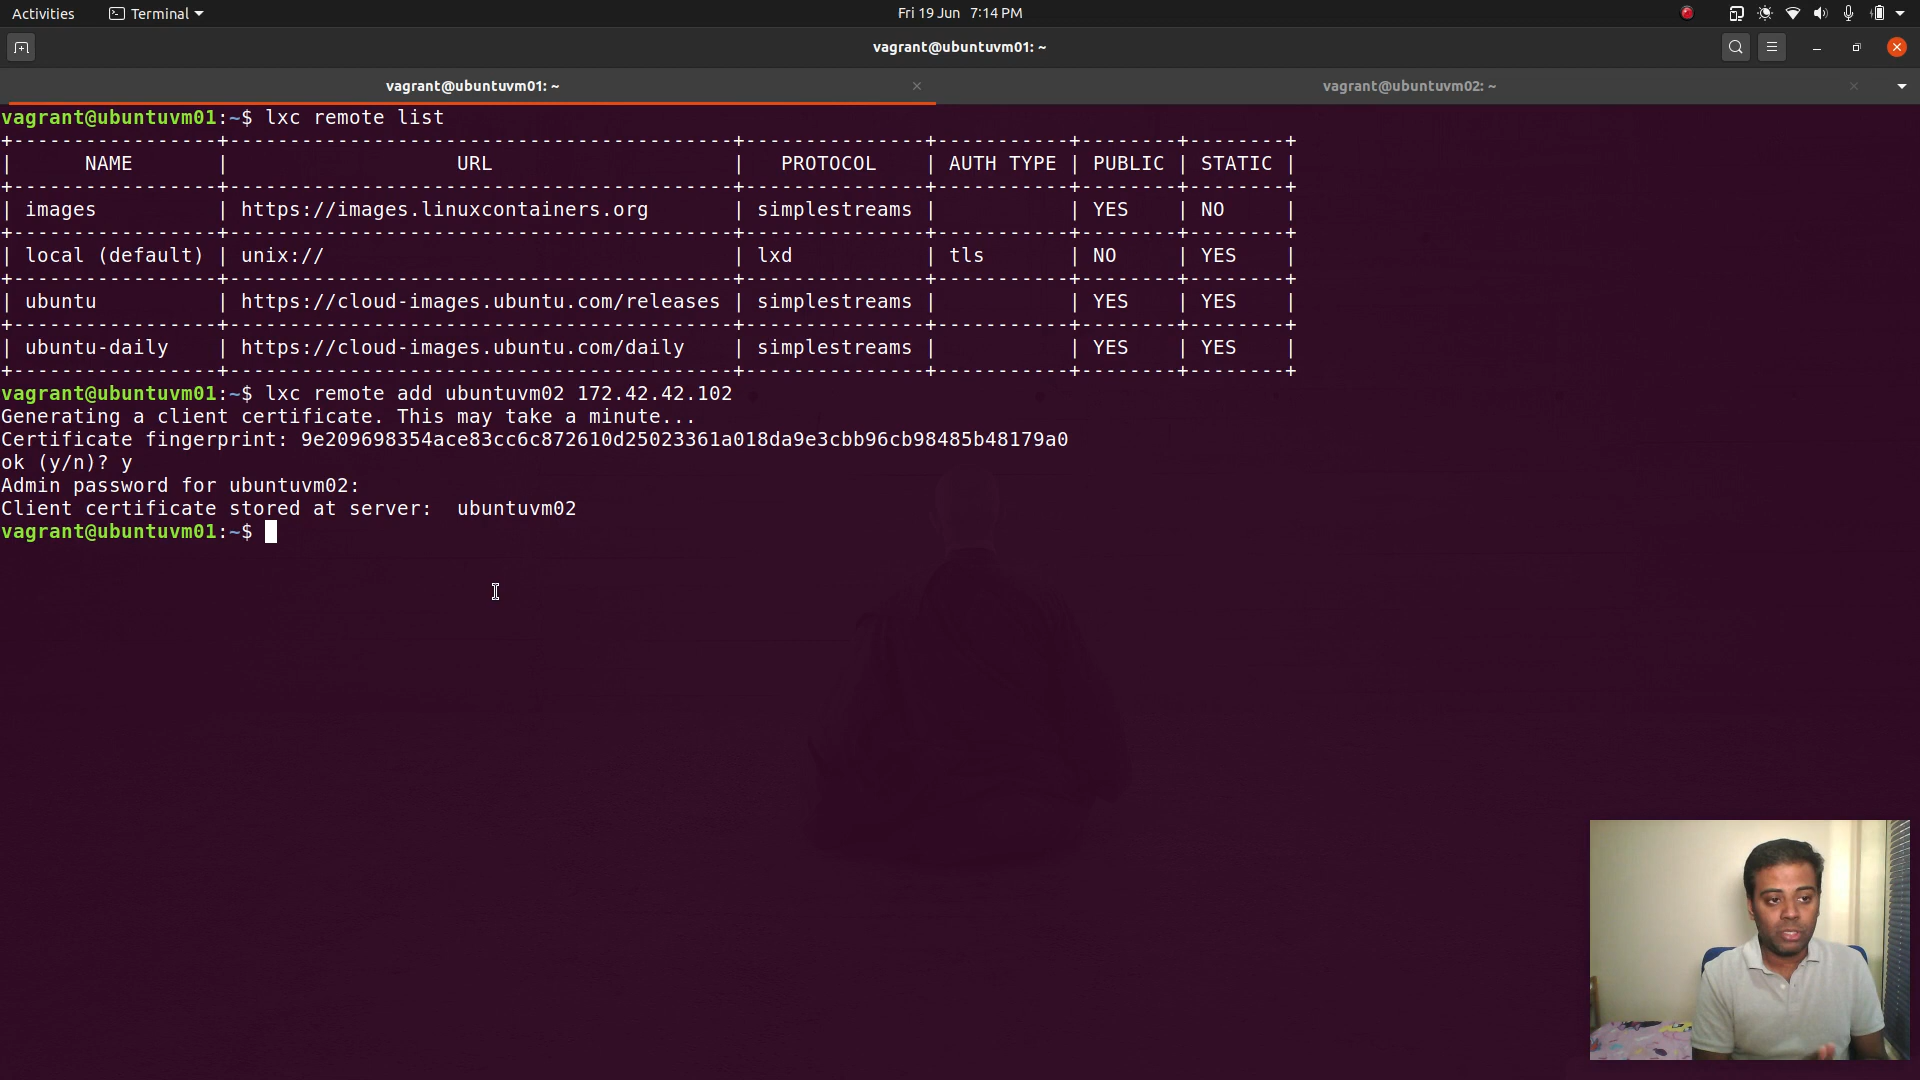 Activities Terminal Fri 19 Jun 7:14 PM
vagrant@ubuntuvm01: ~
vagrant@ubuntuvm01: ~ vagrant@ubuntuvm02: ~
vagrant@ubuntuvm01:~$ lxc remote list
+-----------------+------------------------------------------+---------------+-----------+--------+--------+
| NAME | URL | PROTOCOL | AUTH TYPE | PUBLIC | STATIC |
+-----------------+------------------------------------------+---------------+-----------+--------+--------+
| images | https://images.linuxcontainers.org | simplestreams | | YES | NO |
+-----------------+------------------------------------------+---------------+-----------+--------+--------+
| local (default) | unix:// | lxd | tls | NO | YES |
+-----------------+------------------------------------------+---------------+-----------+--------+--------+
| ubuntu | https://cloud-images.ubuntu.com/releases | simplestreams | | YES | YES |
+-----------------+------------------------------------------+---------------+-----------+--------+--------+
| ubuntu-daily | https://cloud-images.ubuntu.com/daily | simplestreams | | YES | YES |
+-----------------+------------------------------------------+---------------+-----------+--------+--------+
vagrant@ubuntuvm01:~$ lxc remote add ubuntuvm02 172.42.42.102
Generating a client certificate. This may take a minute...
Certificate fingerprint: 9e209698354ace83cc6c872610d25023361a018da9e3cbb96cb98485b48179a0
ok (y/n)? y
Admin password for ubuntuvm02:
Client certificate stored at server:  ubuntuvm02
vagrant@ubuntuvm01:~$